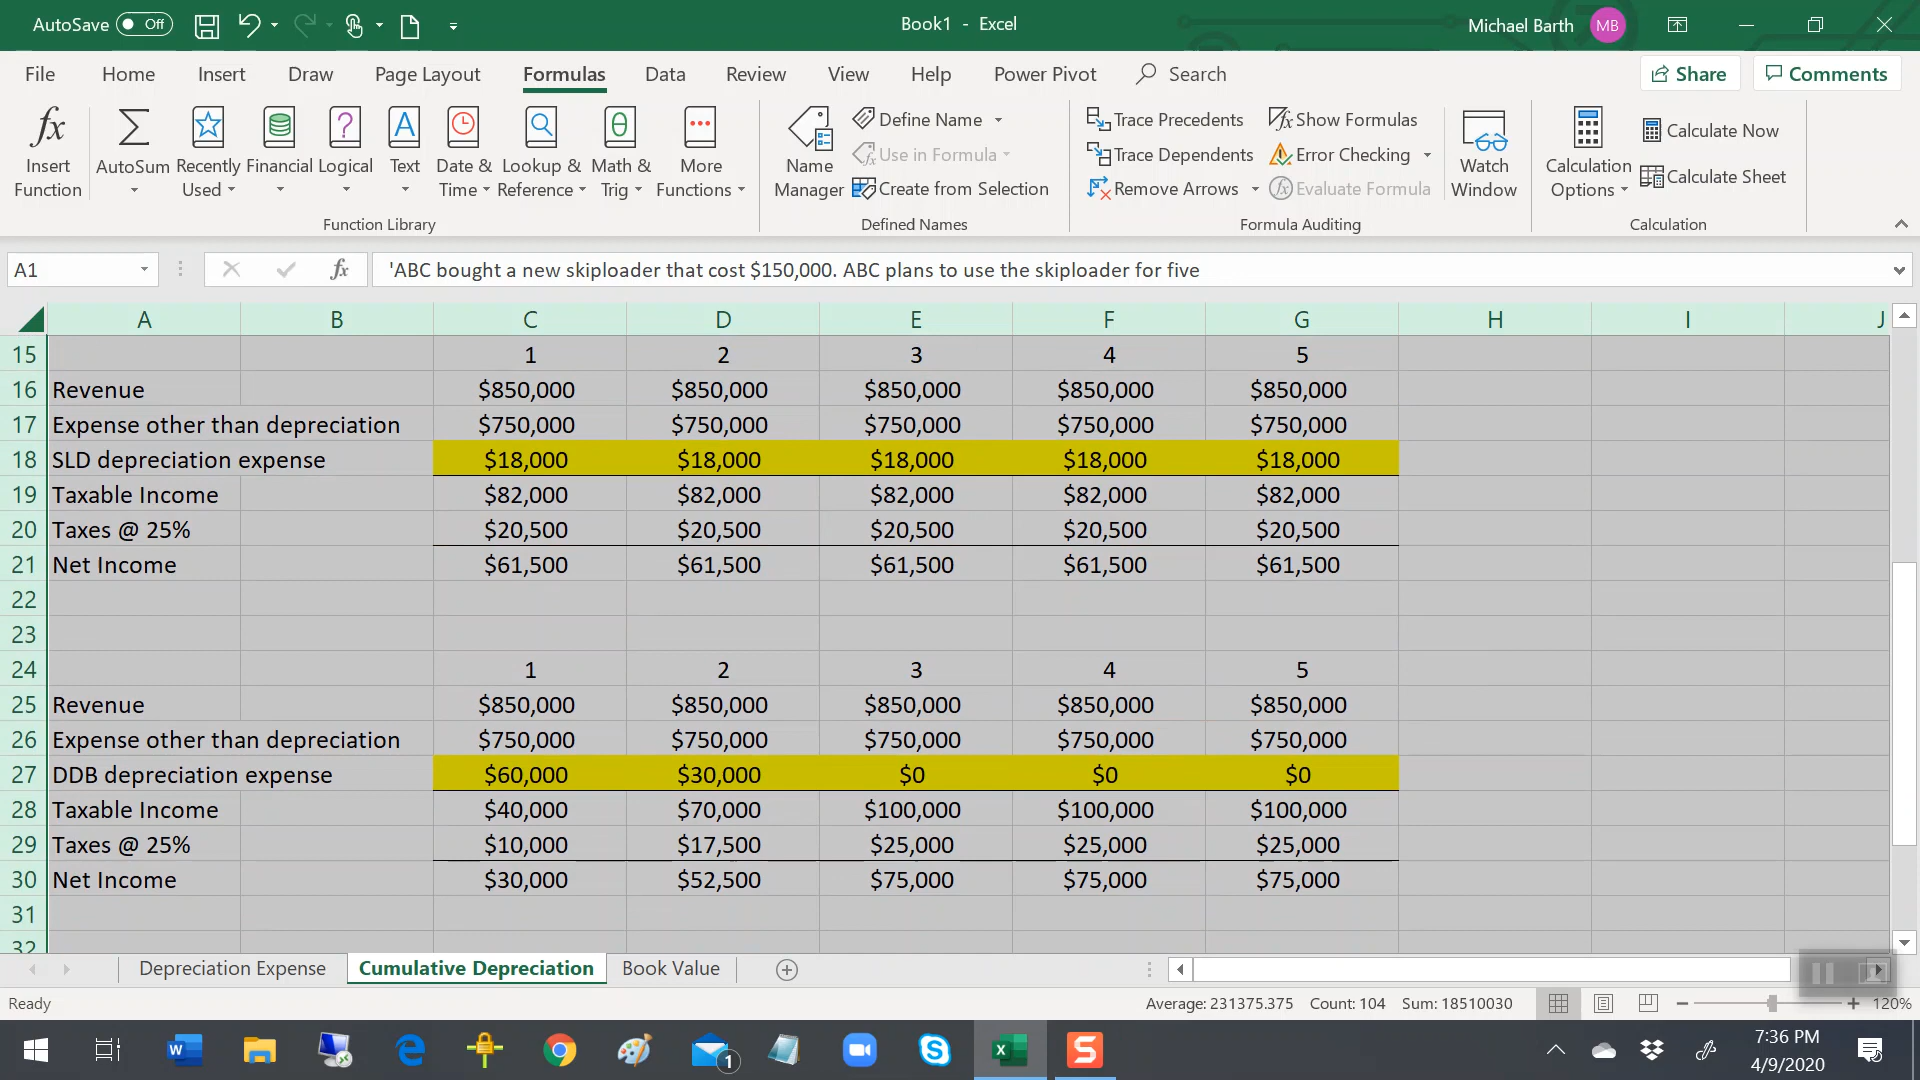 AutoSave Off
Book1 - Excel
Michael Barth MB
File Home Insert Draw Page Layout Formulas Data Review View Help Power Pivot Search Share Comments
fx Insert Function
AutoSum
Recently Used
Financial
Logical
Text
Date & Time
Lookup & Reference
Math & Trig
More Functions
Function Library
Name Manager
Define Name
Use in Formula
Create from Selection
Defined Names
Trace Precedents
Trace Dependents
Remove Arrows
Show Formulas
Error Checking
Evaluate Formula
Formula Auditing
Watch Window
Calculation Options
Calculate Now
Calculate Sheet
Calculation
A1 fx 'ABC bought a new skiploader that cost $150,000. ABC plans to use the skiploader for five
A B C D E F G H I J
15 1 2 3 4 5
16 Revenue $850,000 $850,000 $850,000 $850,000 $850,000
17 Expense other than depreciation $750,000 $750,000 $750,000 $750,000 $750,000
18 SLD depreciation expense $18,000 $18,000 $18,000 $18,000 $18,000
19 Taxable Income $82,000 $82,000 $82,000 $82,000 $82,000
20 Taxes @ 25% $20,500 $20,500 $20,500 $20,500 $20,500
21 Net Income $61,500 $61,500 $61,500 $61,500 $61,500
22
23
24 1 2 3 4 5
25 Revenue $850,000 $850,000 $850,000 $850,000 $850,000
26 Expense other than depreciation $750,000 $750,000 $750,000 $750,000 $750,000
27 DDB depreciation expense $60,000 $30,000 $0 $0 $0
28 Taxable Income $40,000 $70,000 $100,000 $100,000 $100,000
29 Taxes @ 25% $10,000 $17,500 $25,000 $25,000 $25,000
30 Net Income $30,000 $52,500 $75,000 $75,000 $75,000
31
32
Depreciation Expense Cumulative Depreciation Book Value
Ready Average: 231375.375 Count: 104 Sum: 18510030 120%
7:36 PM
4/9/2020